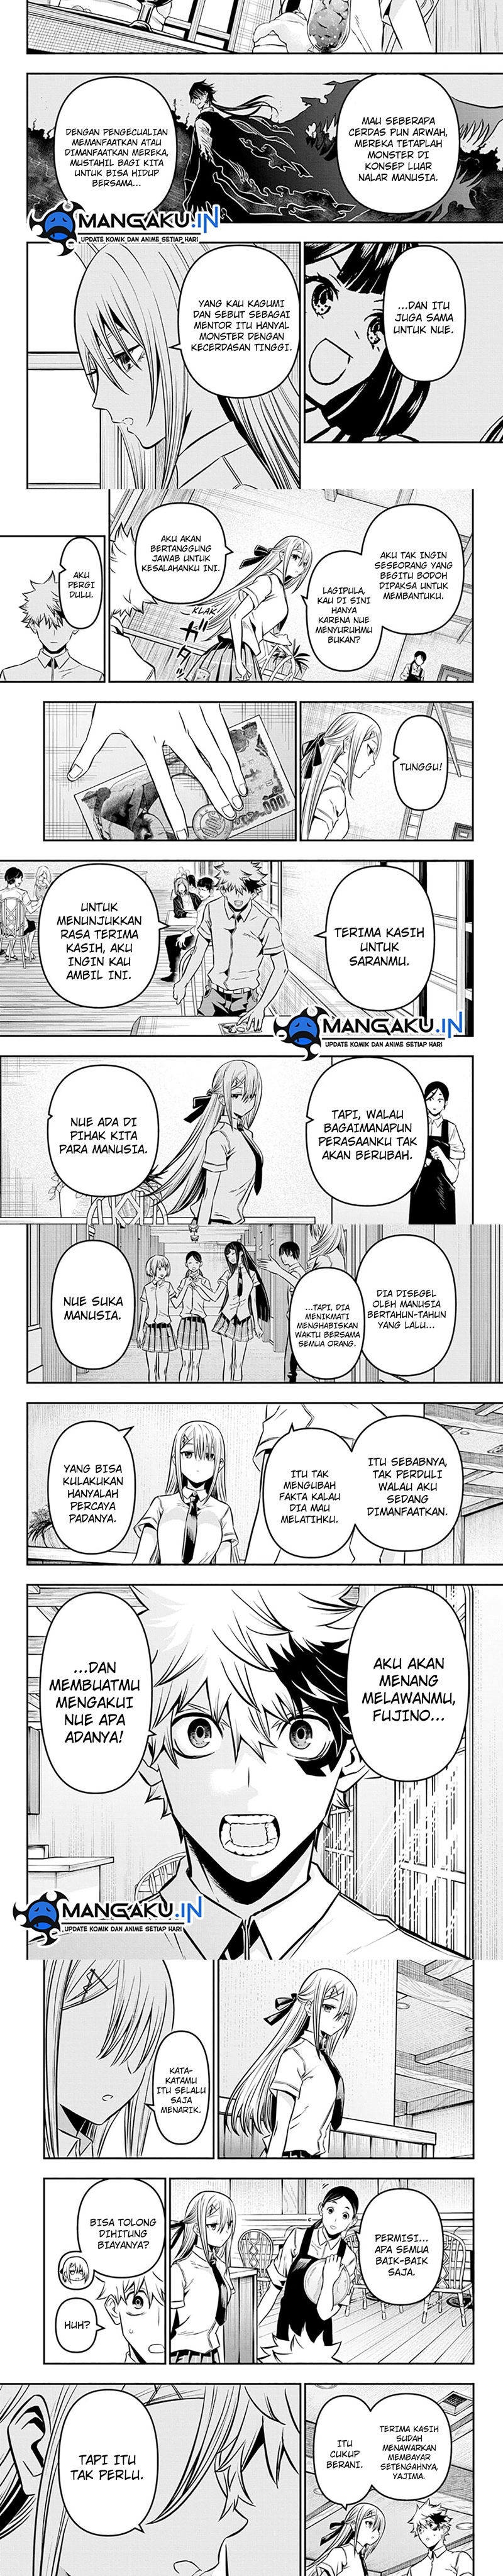 MAU SEBERAPA
CERDAS PUN ARWAH,
MEREKA TETAPLAH
MONSTER DI
KONSEP LUAR
NALAR MANUSIA.
DENGAN PENGECUALIAN
MEMANFAATKAN ATAU
DIMANFAATKAN MEREKA,
MUSTAHIL BAGI KITA
UNTUK BISA HIDUP
BERSAMA...
MANGAKU.IN
UPDATE KOMIK DAN ANIME SETIAP HARI
...DAN ITU
JUGA SAMA
UNTUK NUE.
YANG KAU KAGUMI
DAN SEBUT SEBAGAI
MENTOR ITU HANYAL
MONSTER DENGAN
KECERDASAN TINGGI.
AKU TAK INGIN
SESEORANG YANG
BEGITU BODOH
DIPAKSA UNTUK
MEMBANTUKU.
LAGIPULA,
KAU DI SINI
HANYA
KARENA NUE
MENYURUHMU
BUKAN?
AKU AKAN
BERTANGGUNG
JAWAB UNTUK
KESALAHANKU INI.
KLAK
AKU
PERGI
DULU.
TUNGGU!
TERIMA KASIH
UNTUK
SARANMU.
UNTUK
MENUNJUKKAN
RASA TERIMA
KASIH, AKU
INGIN KAU
AMBIL INI.
MANGAKU.IN
UPDATE KOMIK DAN ANIME SETIAP HARI
TAPI, WALAU
BAGAIMANAPUN
PERASAANKU TAK
AKAN BERUBAH.
NUE ADA DI
PIHAK KITA
PARA MANUSIA.
DIA DISEGEL
OLEH MANUSIA
BERTAHUN-TAHUN
YANG LALU...
...TAPI, DIA
MENIKMATI
MENGHABISKAN
WAKTU BERSAMA
SEMUA ORANG.
NUE SUKA
MANUSIA.
ITU SEBABNYA,
TAK PERDULI
WALAU AKU
SEDANG
DIMANFAATKAN.
ITU TAK
MENGUBAH
FAKTA KALAU
DIA MAU
MELATIHKU.
YANG BISA
KULAKUKAN
HANYALAH
PERCAYA
PADANYA.
AKU AKAN
MENANG
MELAWANMU,
FUJINO...
...DAN
MEMBUATMU
MENGAKUI
NUE APA
ADANYA!
MANGAKU.IN
UPDATE KOMIK DAN ANIME SETIAP HARI
KATA-
KATAMU
ITU SELALU
SAJA
MENARIK.
PERMISI...
APA SEMUA
BAIK-BAIK
SAJA.
BISA TOLONG
DIHITUNG
BIAYANYA?
HUH?
TERIMA KASIH
SUDAH
MENAWARKAN
MEMBAYAR
SETENGAHNYA,
YAJIMA.
ITU
CUKUP
BERANI.
TAPI ITU
TAK PERLU.